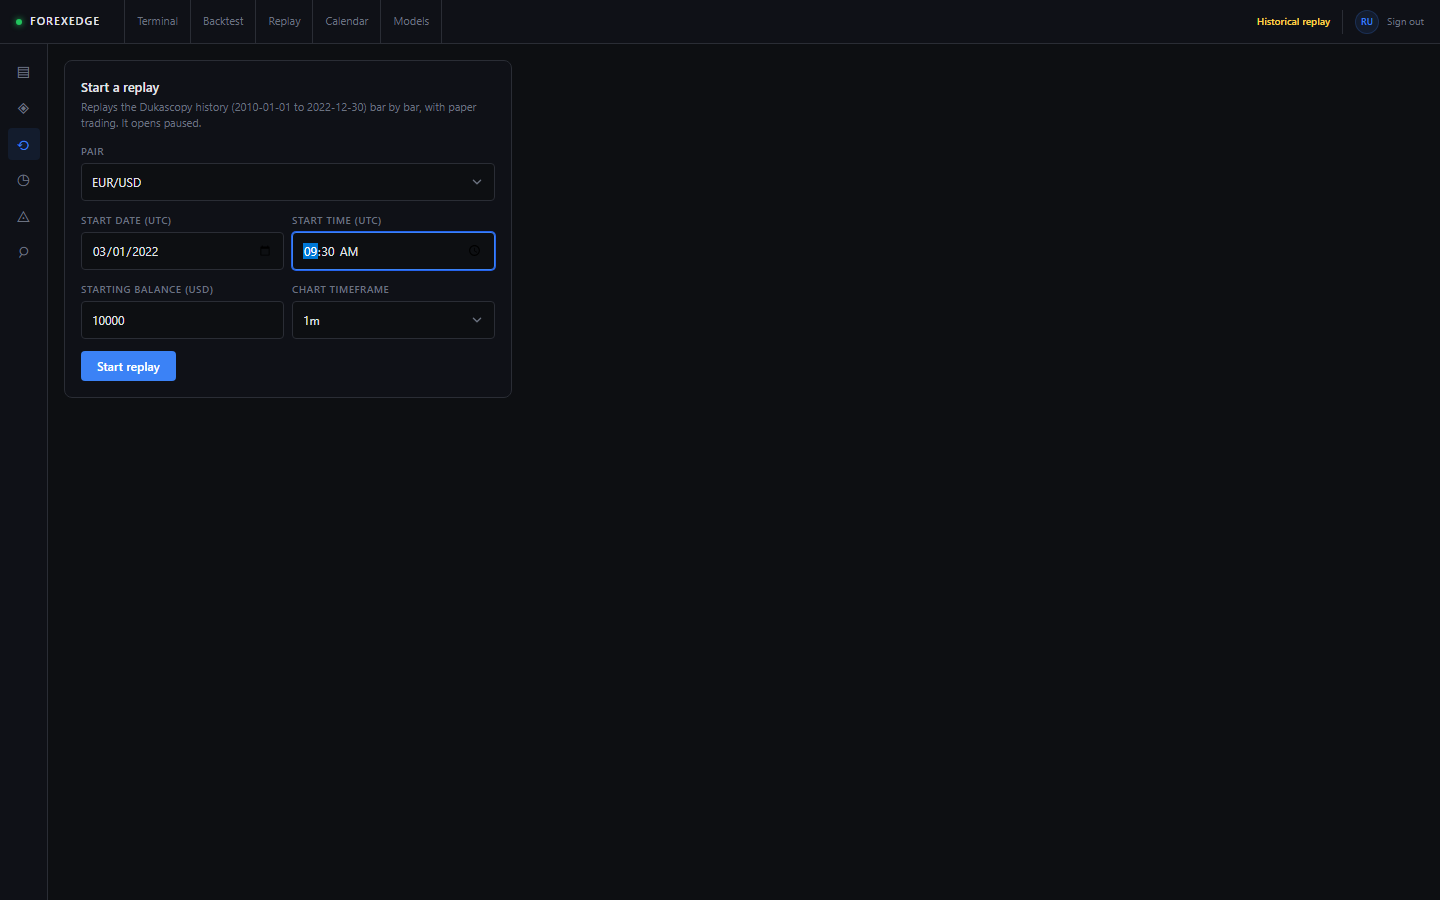 FOREXEDGE
Terminal
Backtest
Replay
Calendar
Models
Historical replay
RU
Sign out
Start a replay
Replays the Dukascopy history (2010-01-01 to 2022-12-30) bar by bar, with paper
trading. It opens paused.
PAIR
EUR/USD
START DATE (UTC)
START TIME (UTC)
03/01/2022
09:30 AM
STARTING BALANCE (USD)
CHART TIMEFRAME
10000
1m
Start replay